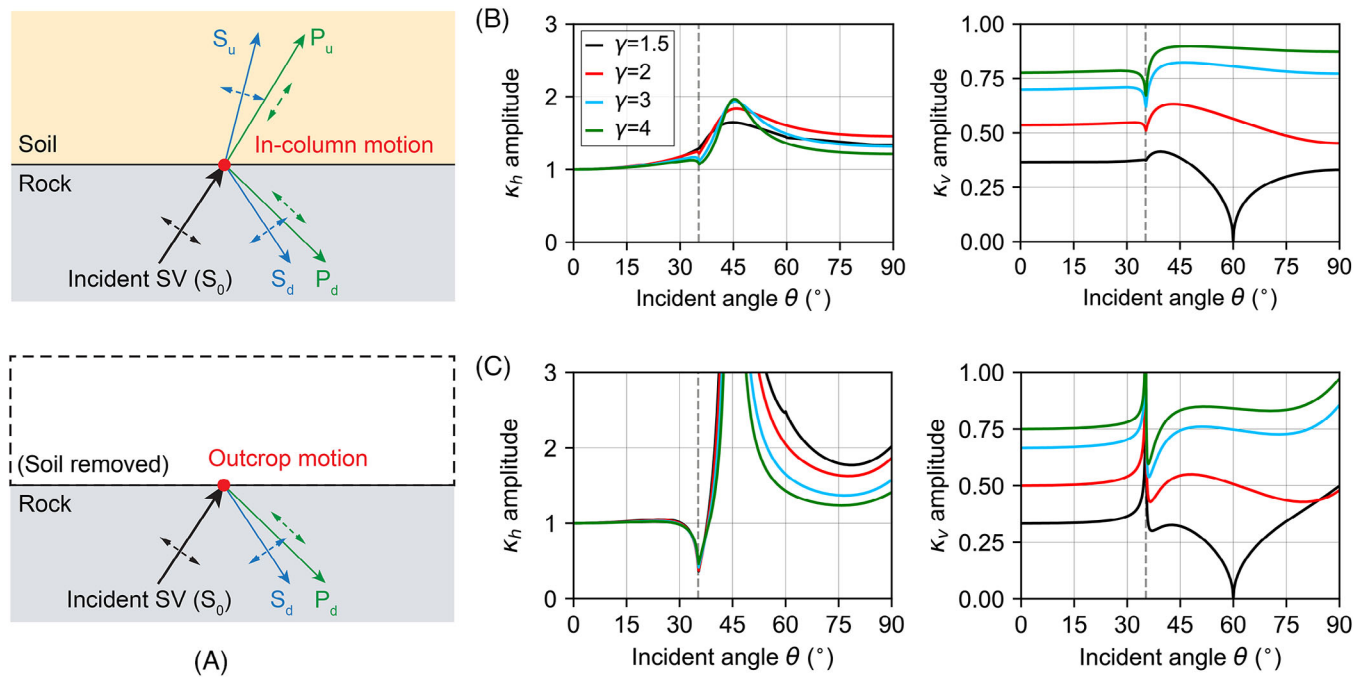 S_u
P_u
Soil
In-column motion
Rock
Incident SV (S_0)
S_d
P_d
(Soil removed)
Outcrop motion
Rock
Incident SV (S_0)
S_d
P_d
(A)
(B)
κ_h amplitude
3
2
1
0
γ=1.5
γ=2
γ=3
γ=4
0 15 30 45 60 75 90
Incident angle θ (°)
κ_v amplitude
1.00
0.75
0.50
0.25
0.00
0 15 30 45 60 75 90
Incident angle θ (°)
(C)
κ_h amplitude
3
2
1
0
0 15 30 45 60 75 90
Incident angle θ (°)
κ_v amplitude
1.00
0.75
0.50
0.25
0.00
0 15 30 45 60 75 90
Incident angle θ (°)